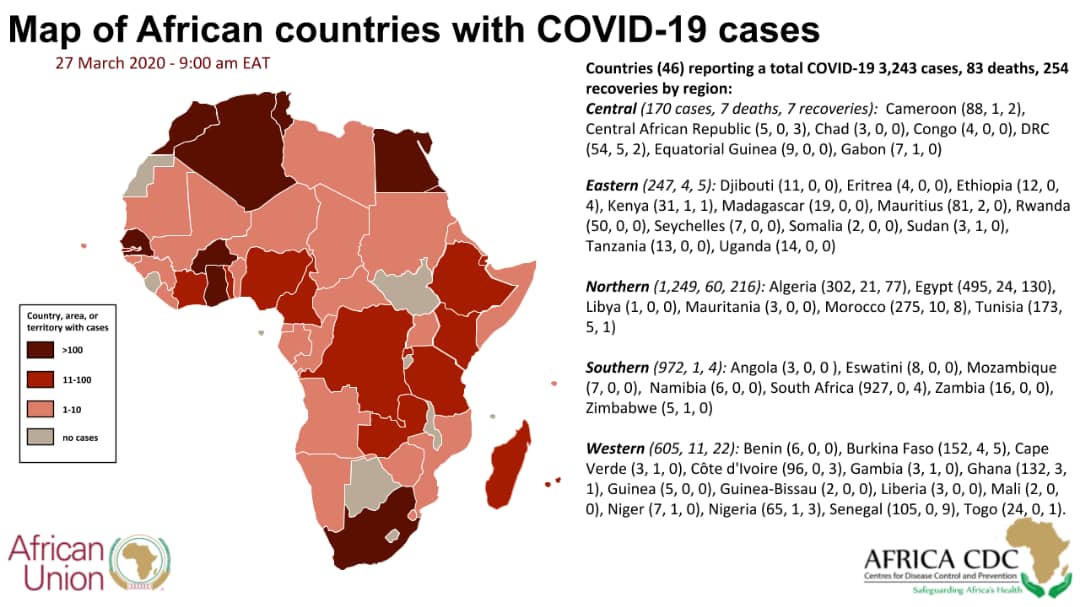 Map of African countries with COVID-19 cases
27 March 2020 - 9:00 am EAT
Countries (46) reporting a total COVID-19 3,243 cases, 83 deaths, 254
recoveries by region:
Central (170 cases, 7 deaths, 7 recoveries): Cameroon (88, 1, 2),
Central African Republic (5, 0, 3), Chad (3, 0, 0), Congo (4, 0, 0), DRC
(54, 5, 2), Equatorial Guinea (9, 0, 0), Gabon (7, 1, 0)
Eastern (247, 4, 5): Djibouti (11, 0, 0), Eritrea (4, 0, 0), Ethiopia (12, 0,
4), Kenya (31, 1, 1), Madagascar (19, 0, 0), Mauritius (81, 2, 0), Rwanda
(50, 0, 0), Seychelles (7, 0, 0), Somalia (2, 0, 0), Sudan (3, 1, 0),
Tanzania (13, 0, 0), Uganda (14, 0, 0)
Northern (1,249, 60, 216): Algeria (302, 21, 77), Egypt (495, 24, 130),
Libya (1, 0, 0), Mauritania (3, 0, 0), Morocco (275, 10, 8), Tunisia (173,
5, 1)
Southern (972, 1, 4): Angola (3, 0, 0 ), Eswatini (8, 0, 0), Mozambique
(7, 0, 0), Namibia (6, 0, 0), South Africa (927, 0, 4), Zambia (16, 0, 0),
Zimbabwe (5, 1, 0)
Western (605, 11, 22): Benin (6, 0, 0), Burkina Faso (152, 4, 5), Cape
Verde (3, 1, 0), Côte d'Ivoire (96, 0, 3), Gambia (3, 1, 0), Ghana (132, 3,
1), Guinea (5, 0, 0), Guinea-Bissau (2, 0, 0), Liberia (3, 0, 0), Mali (2, 0,
0), Niger (7, 1, 0), Nigeria (65, 1, 3), Senegal (105, 0, 9), Togo (24, 0, 1).
Country, area, or
territory with cases
>100
11-100
1-10
no cases
African
Union
AFRICA CDC
Centres for Disease Control and Prevention
Safeguarding Africa's Health